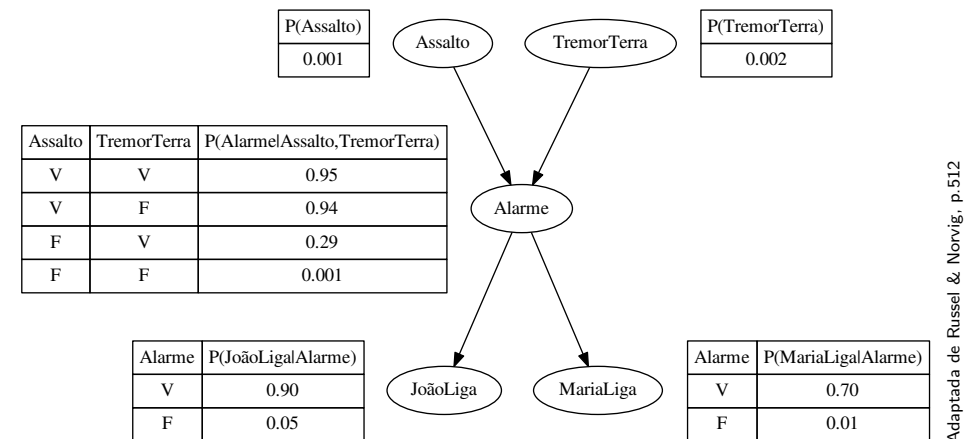 P(Assalto)
0.001
Assalto
TremorTerra
P(TremorTerra)
0.002
Assalto TremorTerra P(Alarme|Assalto,TremorTerra)
V V 0.95
V F 0.94
F V 0.29
F F 0.001
Alarme
Alarme P(JoãoLiga|Alarme)
V 0.90
F 0.05
JoãoLiga
MariaLiga
Alarme P(MariaLiga|Alarme)
V 0.70
F 0.01
Adaptada de Russel & Norvig, p.512